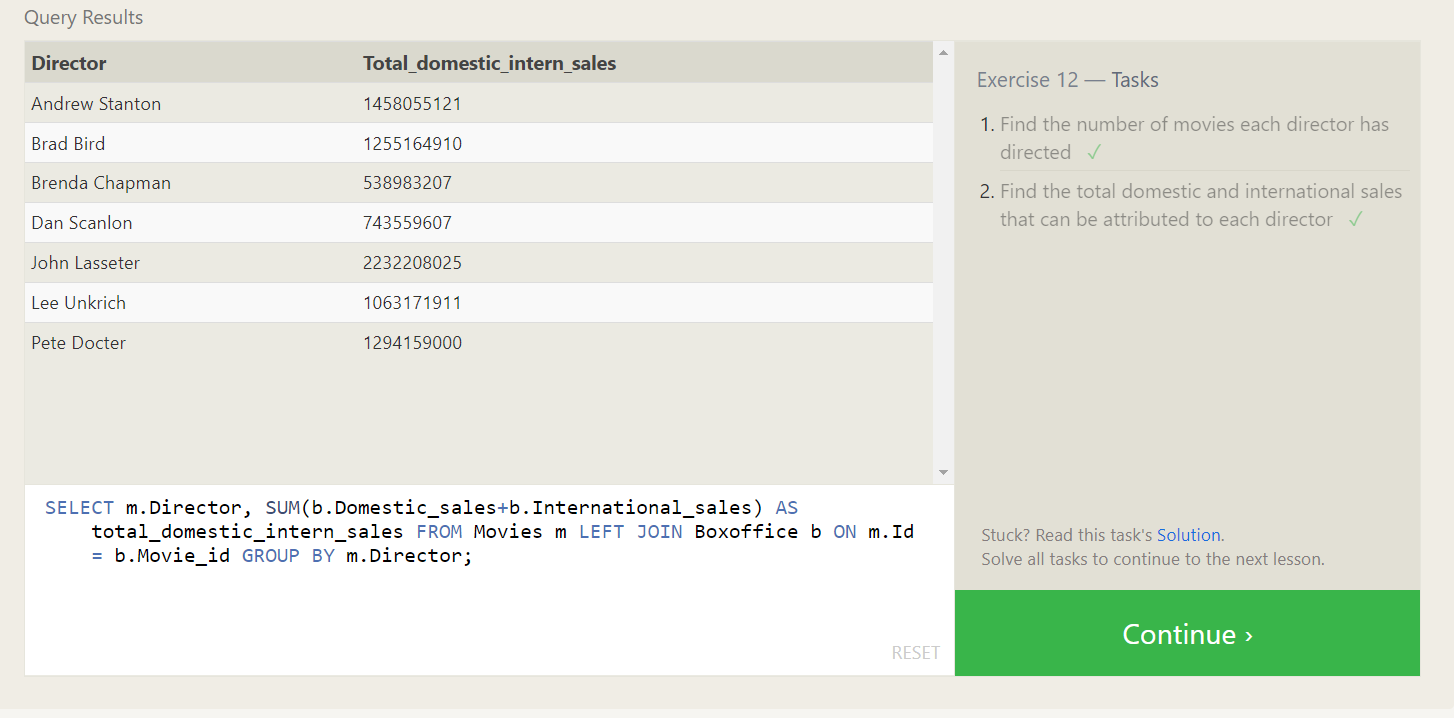 Query Results
Director Total_domestic_intern_sales
Andrew Stanton 1458055121
Brad Bird 1255164910
Brenda Chapman 538983207
Dan Scanlon 743559607
John Lasseter 2232208025
Lee Unkrich 1063171911
Pete Docter 1294159000
SELECT m.Director, SUM(b.Domestic_sales+b.International_sales) AS
total_domestic_intern_sales FROM Movies m LEFT JOIN Boxoffice b ON m.Id
= b.Movie_id GROUP BY m.Director;
RESET
Exercise 12 — Tasks
1. Find the number of movies each director has
directed ✓
2. Find the total domestic and international sales
that can be attributed to each director ✓
Stuck? Read this task's Solution.
Solve all tasks to continue to the next lesson.
Continue ›